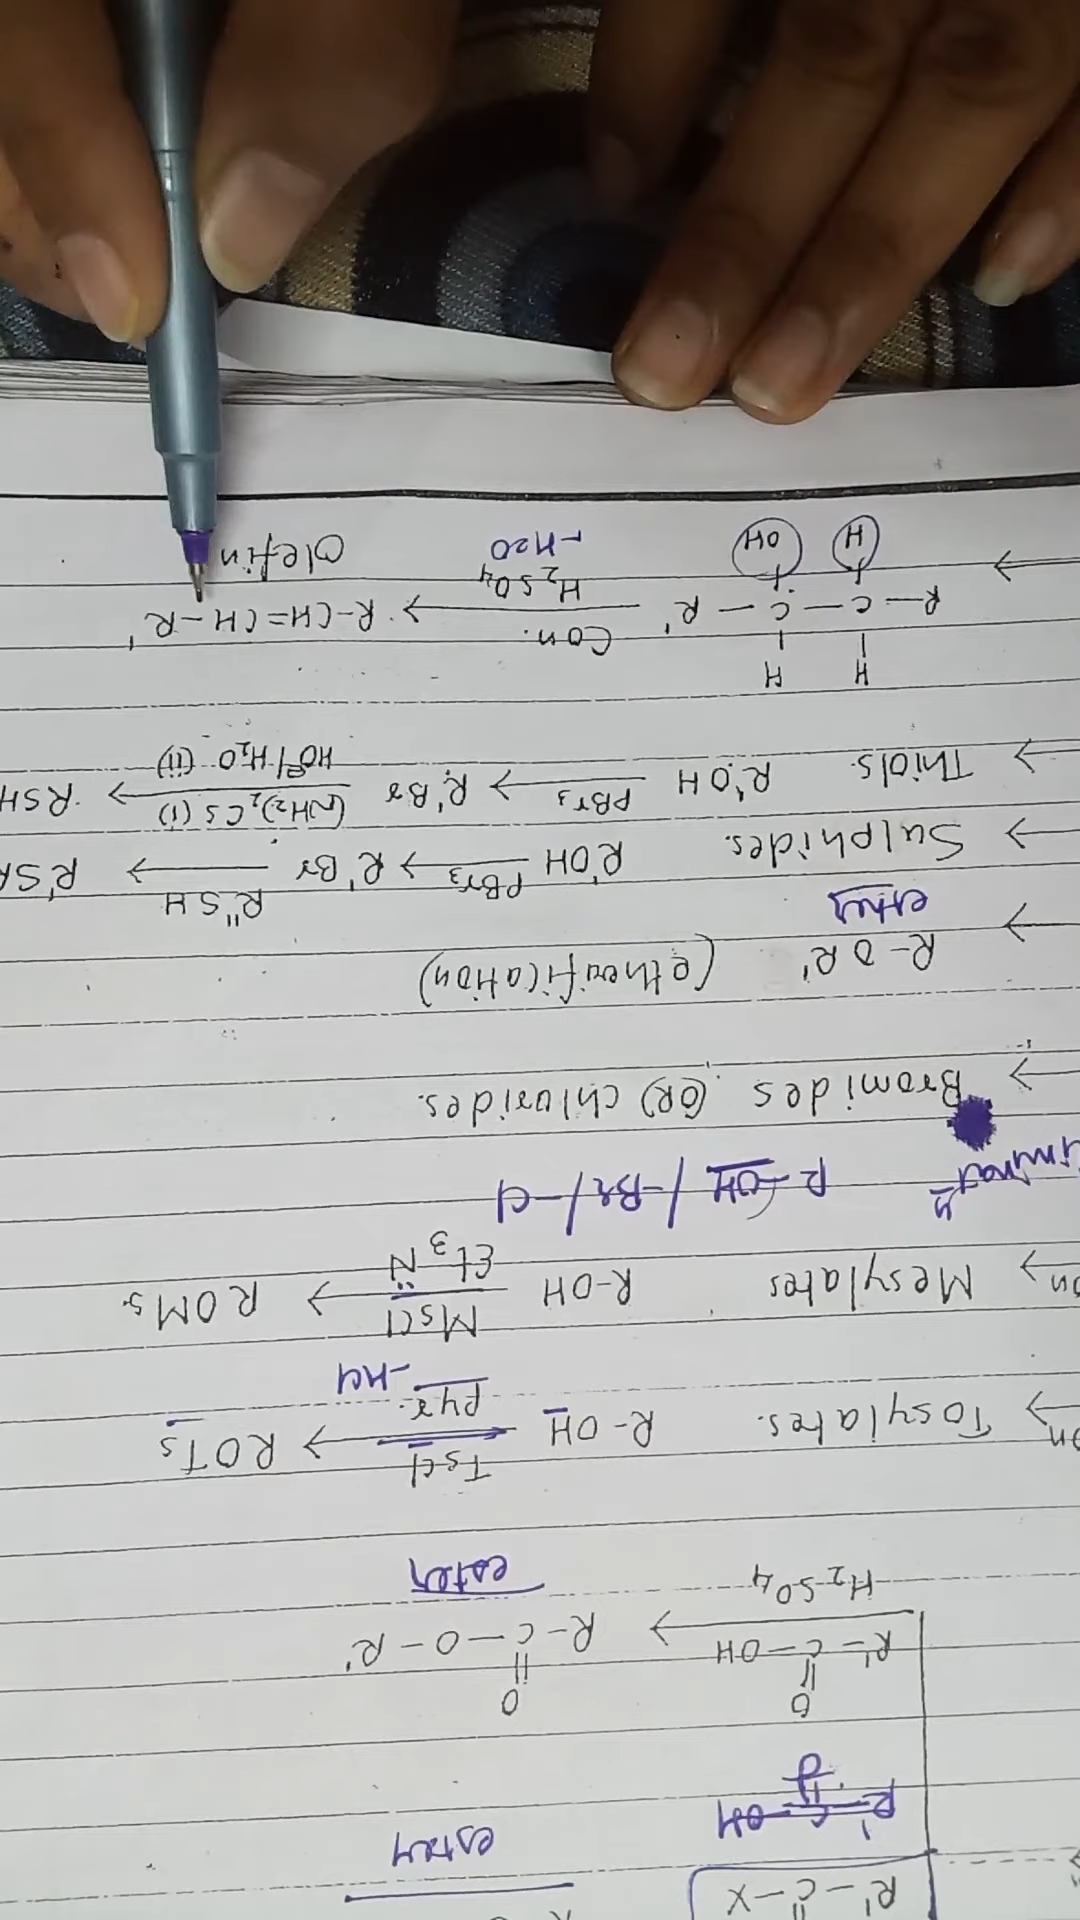 R'-C-X
R'-C-OH ester
O O
R'-C-OH → R-C-O-R'
H2SO4 ester
→ Tosylates. R-OH TsCl → ROTs
pyr. -HCl
→ Mesylates R-OH MsCl → ROMs
Et3N̈
R-OH/-Br/-Cl
→ Bromides (OR) chlorides.
→ R-OR' (etherification)
ether
→ Sulphides. R'OH PBr3 → R'Br R''SH → R'S
→ Thiols. R'OH PBr3 → R'Br (NH2)2CS (i) → RSH
HO⊖/H2O (ii)
H H
R-C-C-R' Con. H2SO4 → R-CH=CH-R'
→ H OH -H2O Olefin